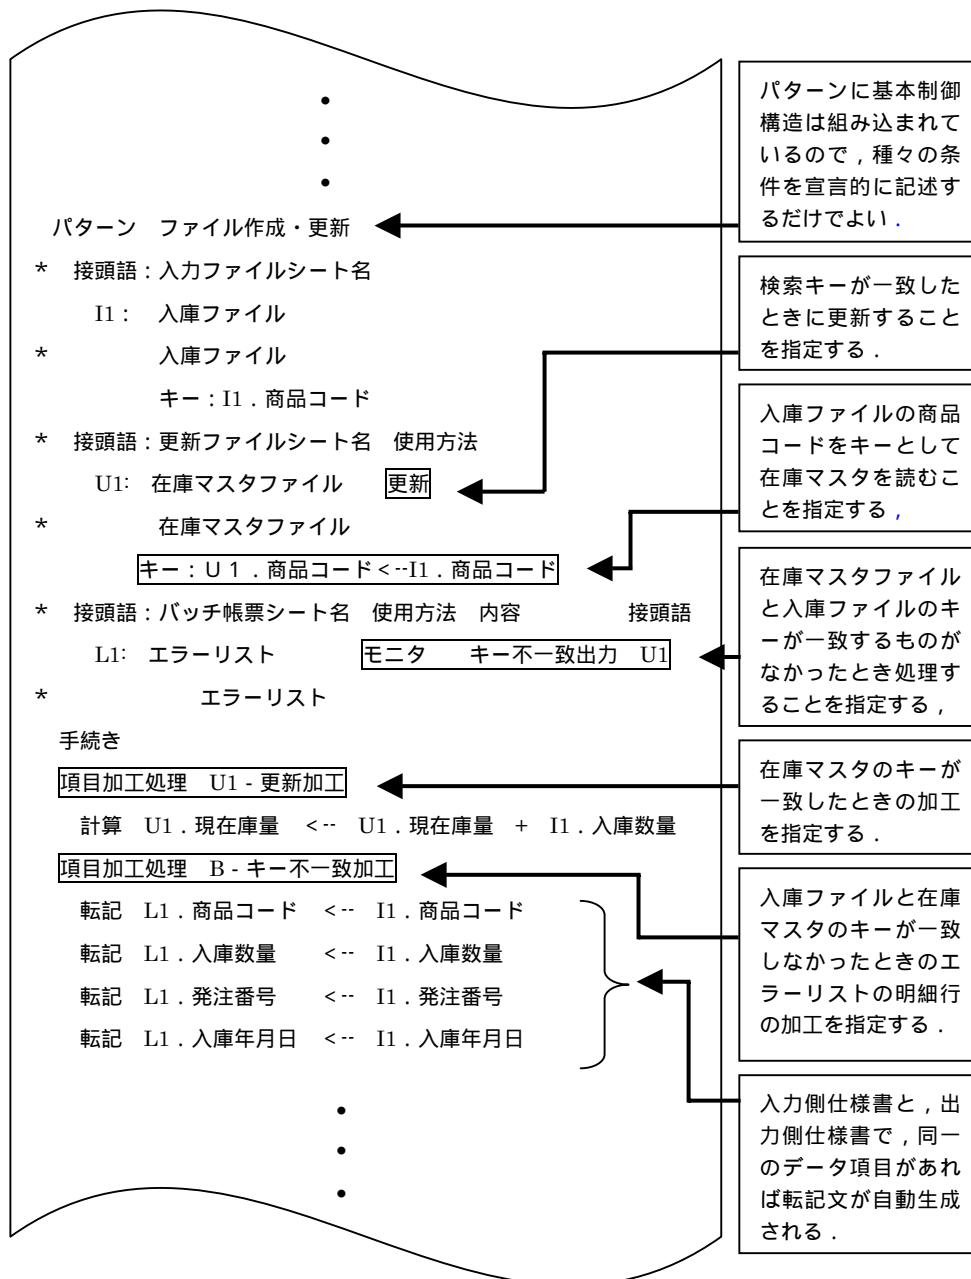 パターン　ファイル作成・更新
*　接頭語：入力ファイルシート名
I1：　入庫ファイル
*　入庫ファイル
キー：I1．商品コード
*　接頭語：更新ファイルシート名　使用方法
U1:　在庫マスタファイル　更新
*　在庫マスタファイル
キー：Ｕ１．商品コード<--I1．商品コード
*　接頭語：バッチ帳票シート名　使用方法　内容　接頭語
L1:　エラーリスト　モニタ　キー不一致出力　U1
*　エラーリスト
手続き
項目加工処理　U1 - 更新加工
計算　U1．現在庫量　<--　U1．現在庫量　+　I1．入庫数量
項目加工処理　B - キー不一致加工
転記　L1．商品コード　<--　I1．商品コード
転記　L1．入庫数量　<--　I1．入庫数量
転記　L1．発注番号　<--　I1．発注番号
転記　L1．入庫年月日　<--　I1．入庫年月日
パターンに基本制御
構造は組み込まれて
いるので，種々の条
件を宣言的に記述す
るだけでよい．
検索キーが一致した
ときに更新すること
を指定する．
入庫ファイルの商品
コードをキーとして
在庫マスタを読むこ
とを指定する，
在庫マスタファイル
と入庫ファイルのキ
ーが一致するものが
なかったとき処理す
ることを指定する，
在庫マスタのキーが
一致したときの加工
を指定する．
入庫ファイルと在庫
マスタのキーが一致
しなかったときのエ
ラーリストの明細行
の加工を指定する．
入力側仕様書と，出
力側仕様書で，同一
のデータ項目があれ
ば転記文が自動生成
される．